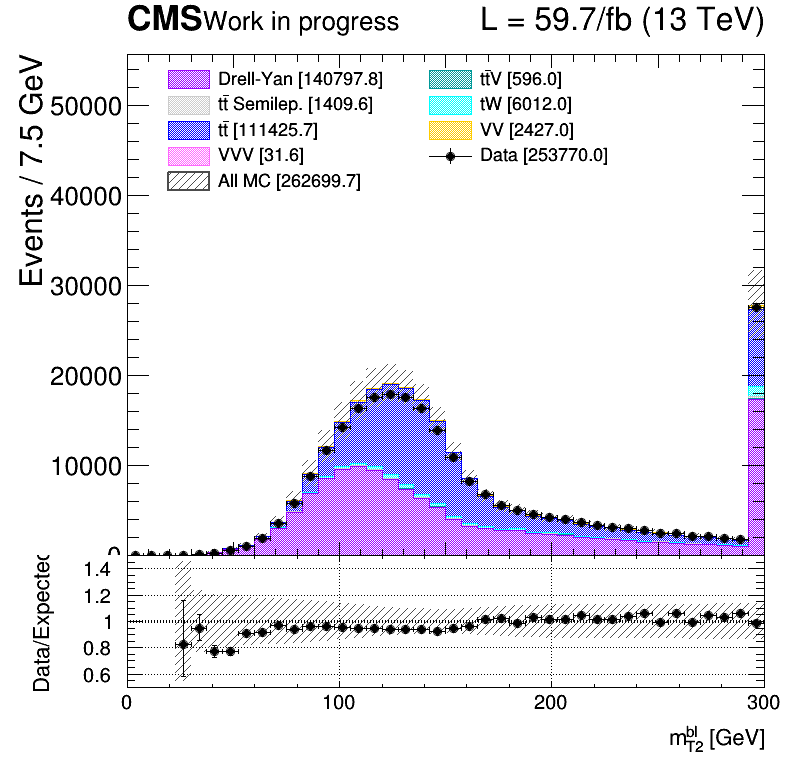 CMS Work in progress L = 59.7/fb (13 TeV)
Events / 7.5 GeV
50000
40000
30000
20000
10000
0
Drell-Yan [140797.8]
tt̄ Semilep. [1409.6]
tt̄ [111425.7]
VVV [31.6]
All MC [262699.7]
tt̄V [596.0]
tW [6012.0]
VV [2427.0]
Data [253770.0]
Data/Expected
1.4
1.2
1
0.8
0.6
0 100 200 300
m_{T2}^{bl} [GeV]